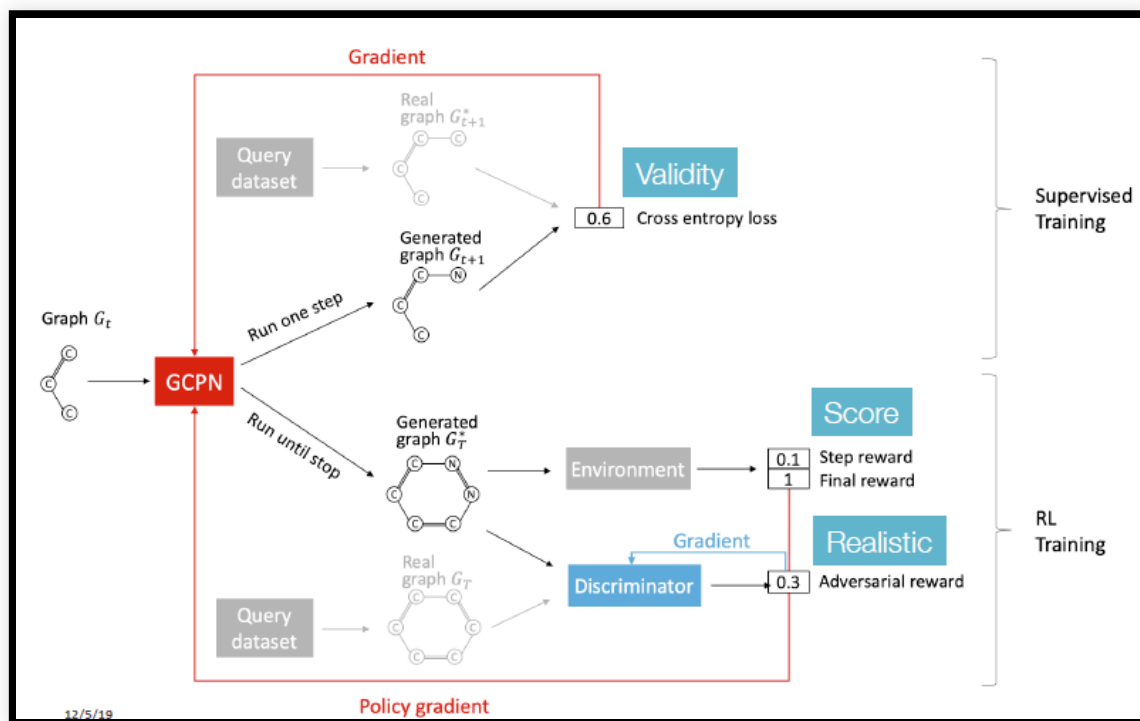 Gradient
Real
graph G*t+1
C
C
C
C
Query
dataset
Validity
0.6 Cross entropy loss
Supervised
Training
Generated
graph Gt+1
C
N
C
C
Run one step
Graph Gt
C
C
C
GCPN
Run until stop
Generated
graph G*T
C
N
C
N
C
C
Environment
Score
0.1 Step reward
1 Final reward
RL
Training
Realistic
Gradient
Discriminator
0.3 Adversarial reward
Real
graph GT
C
C
C
C
C
C
Query
dataset
Policy gradient
12/5/19